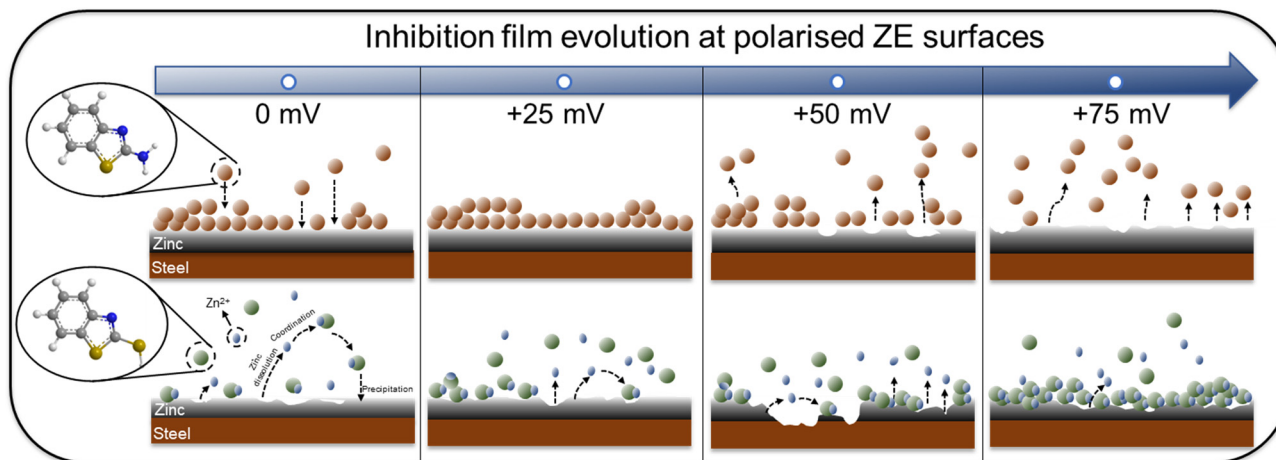 Inhibition film evolution at polarised ZE surfaces
0 mV
+25 mV
+50 mV
+75 mV
Zinc
Steel
Zn²⁺
Zinc
dissolution
Coordination
Precipitation
Zinc
Steel